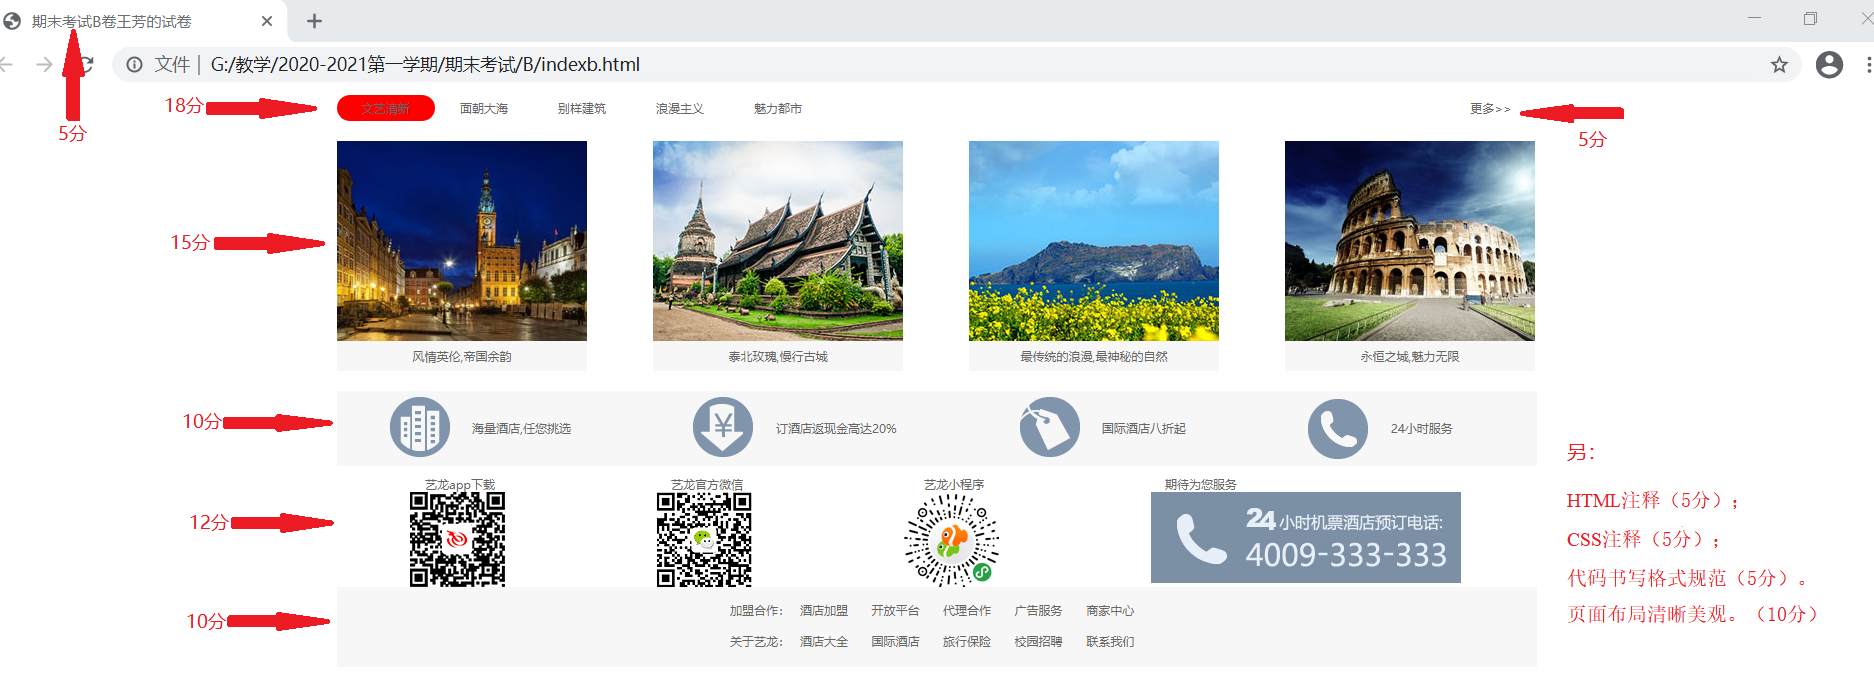 期末考试B卷王芳的试卷
文件 | G:/教学/2020-2021第一学期/期末考试/B/indexb.html
5分
18分
文艺清新 面朝大海 别样建筑 浪漫主义 魅力都市 更多>>
5分
15分
风情英伦,帝国余韵 泰北玫瑰,慢行古城 最传统的浪漫,最神秘的自然 永恒之城,魅力无限
10分
海量酒店,任您挑选 订酒店返现金高达20% 国际酒店八折起 24小时服务
艺龙app下载 艺龙官方微信 艺龙小程序 期待为您服务
12分
24小时机票酒店预订电话:
4009-333-333
10分
加盟合作: 酒店加盟 开放平台 代理合作 广告服务 商家中心
关于艺龙: 酒店大全 国际酒店 旅行保险 校园招聘 联系我们
另:
HTML注释（5分）;
CSS注释（5分）;
代码书写格式规范（5分）。
页面布局清晰美观。（10分）